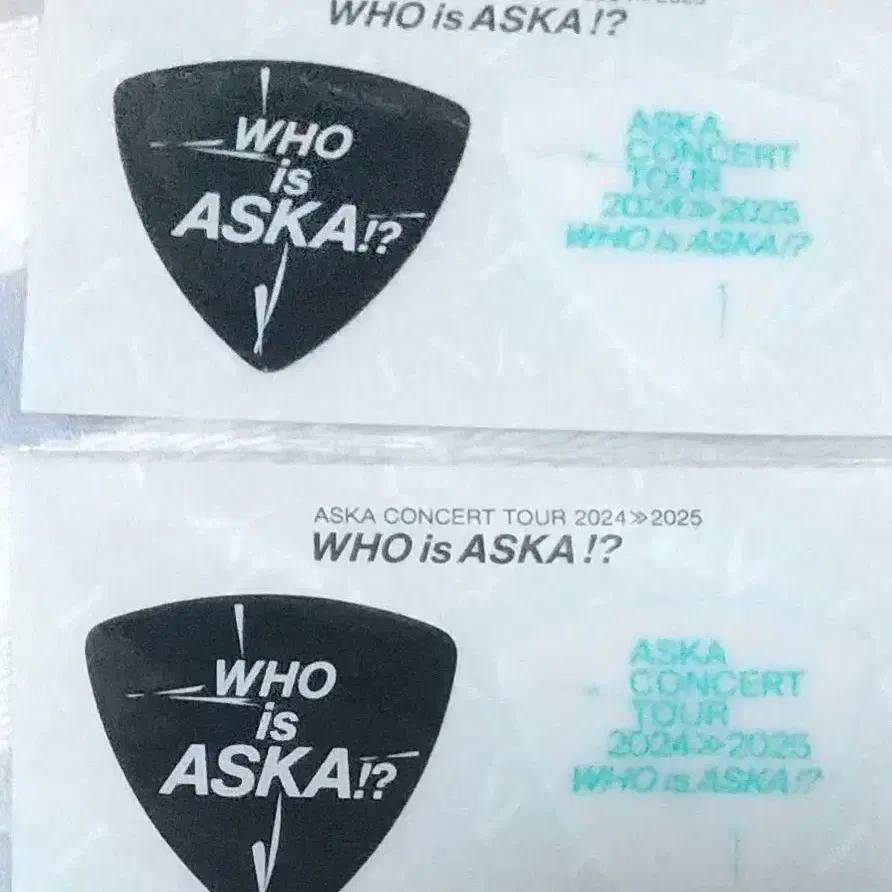 WHO is ASKA !?
WHO
is
ASKA!?
ASKA
CONCERT
TOUR
2024≫2025
WHO is ASKA!?
ASKA CONCERT TOUR 2024≫2025
WHO is ASKA !?
WHO
is
ASKA!?
ASKA
CONCERT
TOUR
2024≫2025
WHO is ASKA!?